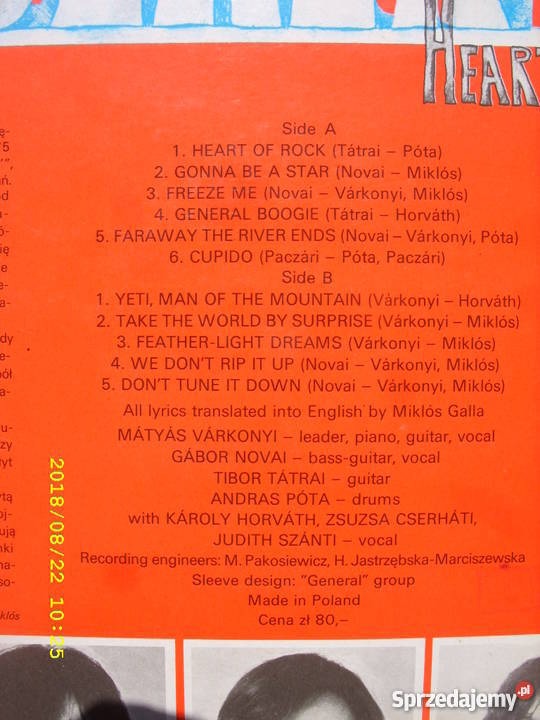 HEART
Side A
1. HEART OF ROCK (Tátrai – Póta)
2. GONNA BE A STAR (Novai – Miklós)
3. FREEZE ME (Novai – Várkonyi, Miklós)
4. GENERAL BOOGIE (Tátrai – Horváth)
5. FARAWAY THE RIVER ENDS (Novai – Várkonyi, Póta)
6. CUPIDO (Paczári – Póta, Paczári)
Side B
1. YETI, MAN OF THE MOUNTAIN (Várkonyi – Horváth)
2. TAKE THE WORLD BY SURPRISE (Várkonyi – Miklós)
3. FEATHER-LIGHT DREAMS (Várkonyi – Miklós)
4. WE DON'T RIP IT UP (Novai – Várkonyi, Miklós)
5. DON'T TUNE IT DOWN (Novai – Várkonyi, Miklós)
All lyrics translated into English by Miklós Galla
MÁTYÁS VÁRKONYI – leader, piano, guitar, vocal
GÁBOR NOVAI – bass-guitar, vocal
TIBOR TÁTRAI – guitar
ANDRAS PÓTA – drums
with KÁROLY HORVÁTH, ZSUZSA CSERHÁTI,
JUDITH SZÁNTI – vocal
Recording engineers: M. Pakosiewicz, H. Jastrzębska-Marciszewska
Sleeve design: "General" group
Made in Poland
Cena zł 80,–
2018/08/22 10:35
Sprzedajemy.pl